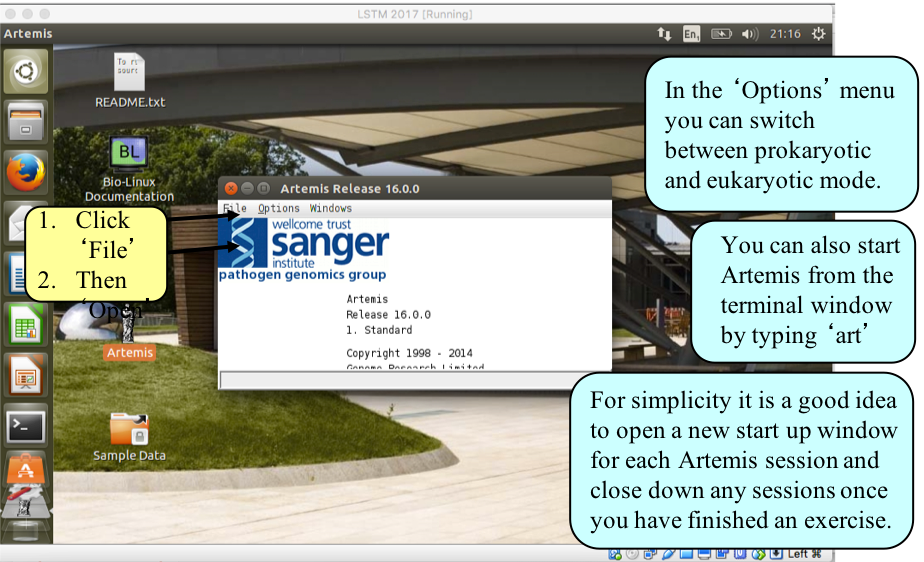 LSTM 2017 [Running]
Artemis
En
21:16
README.txt
BL
Bio-Linux
Documentation
Artemis Release 16.0.0
File Options Windows
wellcome trust
sanger
institute
pathogen genomics group
Artemis
Release 16.0.0
1. Standard
Copyright 1998 - 2014
Genome Research Limited
1. Click
‘File’
2. Then
‘Open’
Artemis
Sample Data
In the ‘Options’ menu
you can switch
between prokaryotic
and eukaryotic mode.
You can also start
Artemis from the
terminal window
by typing ‘art’
For simplicity it is a good idea
to open a new start up window
for each Artemis session and
close down any sessions once
you have finished an exercise.
Left ⌘